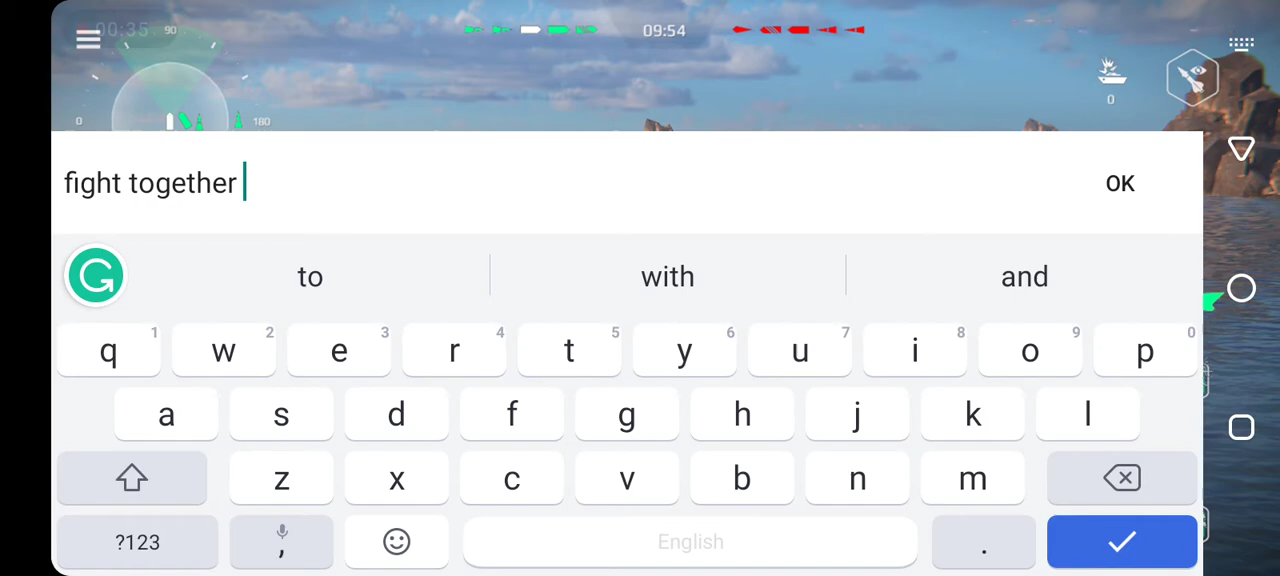 00:35
90
09:54
0
0
180
fight together
OK
to with and
q 1 w 2 e 3 r 4 t 5 y 6 u 7 i 8 o 9 p 0
a s d f g h j k l
z x c v b n m
?123 , English .